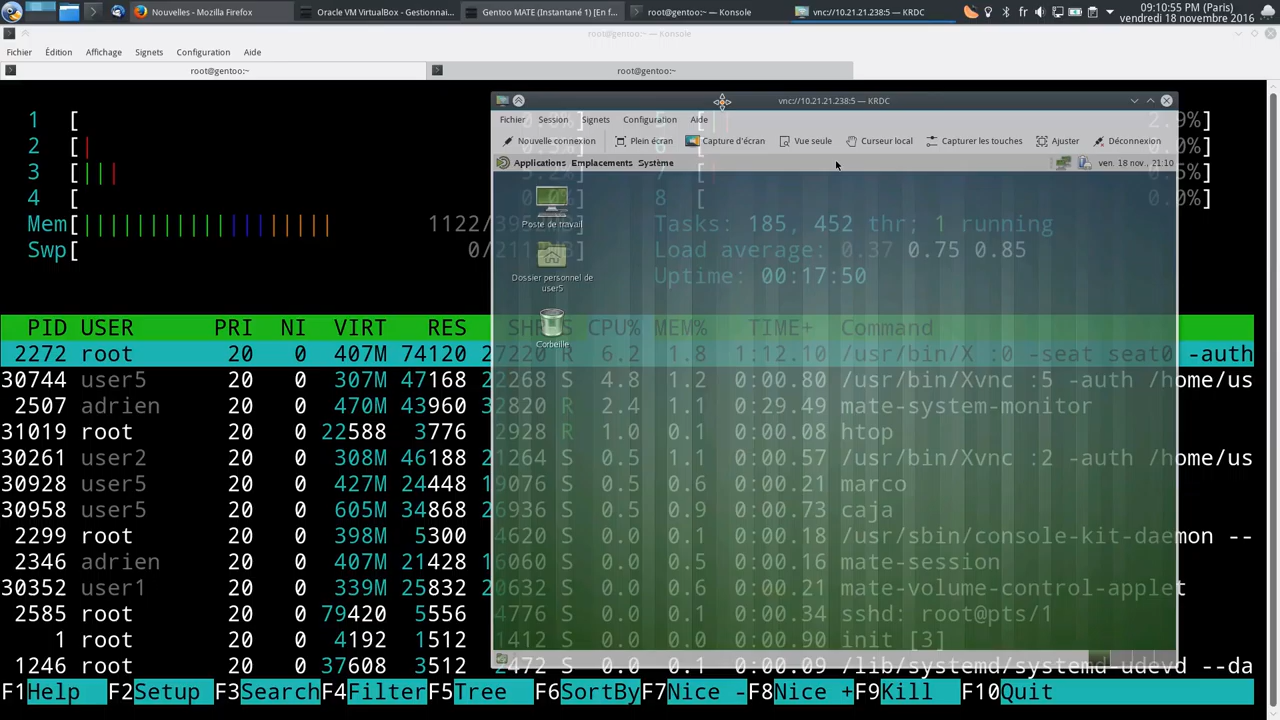 Nouvelles - Mozilla Firefox
Oracle VM VirtualBox - Gestionnai...
Gentoo MATE (Instantané 1) [En f...
root@gentoo:~ — Konsole
vnc://10.21.21.238:5 — KRDC
fr
09:10:55 PM (Paris)
vendredi 18 novembre 2016
root@gentoo:~ — Konsole
Fichier Édition Affichage Signets Configuration Aide
root@gentoo:~
root@gentoo:~
vnc://10.21.21.238:5 — KRDC
Fichier Session Signets Configuration Aide
Nouvelle connexion Plein écran Capture d'écran Vue seule Curseur local Capturer les touches Ajuster Déconnexion
Applications Emplacements Système
ven. 18 nov., 21:10
Poste de travail
Dossier personnel de
user5
Corbeille
1 [
2 [
3 [
4 [
Mem[
Swp[
Tasks: 185, 452 thr; 1 running
Load average: 0.37 0.75 0.85
Uptime: 00:17:50
PID USER PRI NI VIRT RES SHR S CPU% MEM% TIME+ Command
2272 root 20 0 407M 74120 27220 R 6.2 1.8 1:12.10 /usr/bin/X :0 -seat seat0 -auth
30744 user5 20 0 307M 47168 22268 S 4.8 1.2 0:00.80 /usr/bin/Xvnc :5 -auth /home/us
2507 adrien 20 0 470M 43960 32820 R 2.4 1.1 0:29.49 mate-system-monitor
31019 root 20 0 22588 3776 2928 R 1.0 0.1 0:00.08 htop
30261 user2 20 0 308M 46188 21264 S 0.5 1.1 0:00.57 /usr/bin/Xvnc :2 -auth /home/us
30928 user5 20 0 427M 24448 19076 S 0.5 0.6 0:00.21 marco
30958 user5 20 0 605M 34868 26936 S 0.5 0.9 0:00.73 caja
2299 root 20 0 398M 5300 4620 S 0.0 0.1 0:00.18 /usr/sbin/console-kit-daemon --
2346 adrien 20 0 407M 21428 16060 S 0.0 0.5 0:00.16 mate-session
30352 user1 20 0 339M 25832 20632 S 0.0 0.6 0:00.21 mate-volume-control-applet
2585 root 20 0 79420 5556 4776 S 0.0 0.1 0:00.34 sshd: root@pts/1
1 root 20 0 4192 1512 1412 S 0.0 0.0 0:00.90 init [3]
1246 root 20 0 37608 3512 2472 S 0.0 0.1 0:00.09 /lib/systemd/systemd-udevd --da
F1Help F2Setup F3Search F4Filter F5Tree F6SortBy F7Nice - F8Nice + F9Kill F10Quit